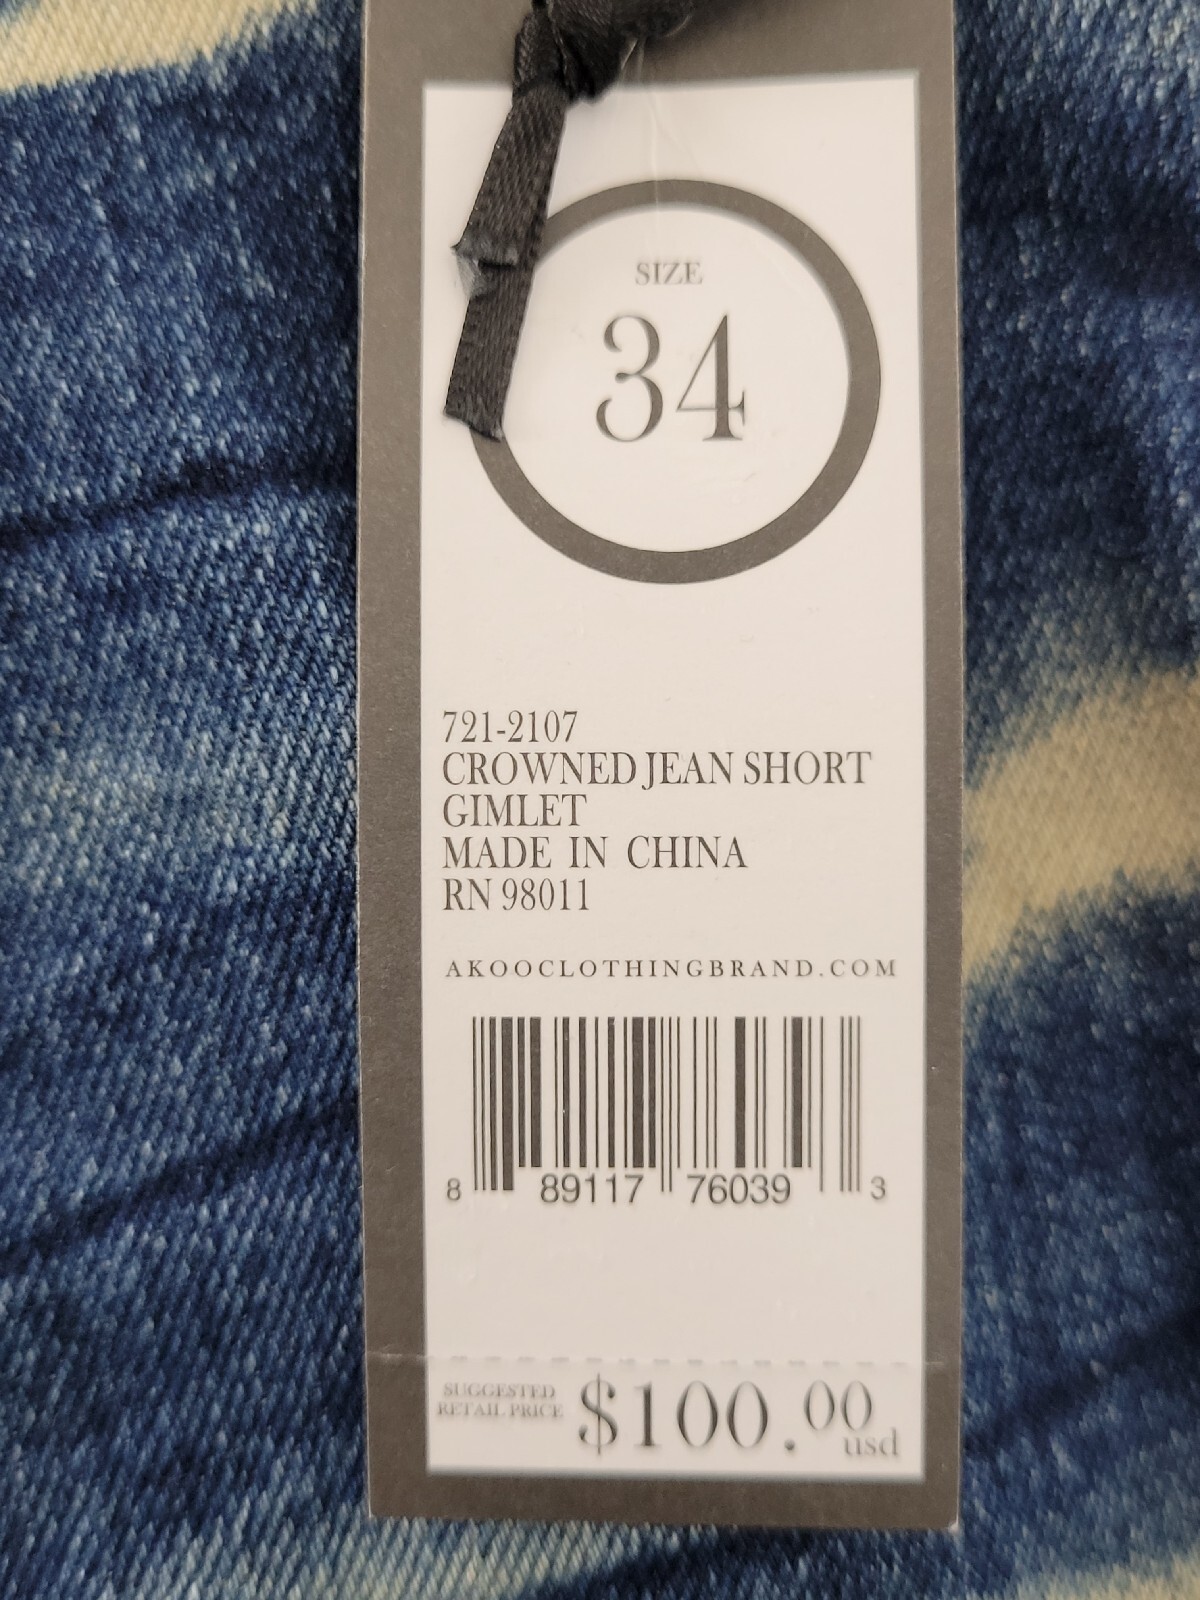 SIZE
34
721-2107
CROWNED JEAN SHORT
GIMLET
MADE IN CHINA
RN 98011
AKOOCLOTHINGBRAND.COM
8 89117 76039 3
SUGGESTED
RETAIL PRICE
$100.00
usd